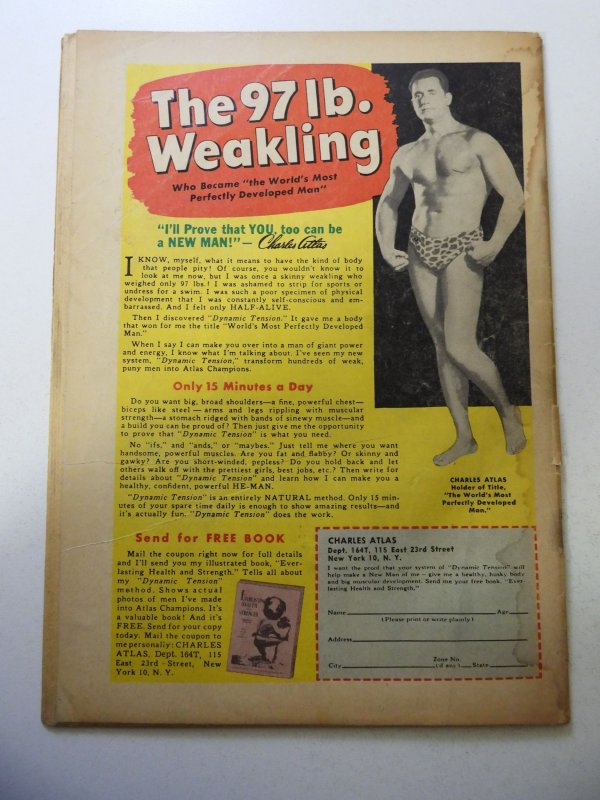 The 97 lb.
Weakling
Who Became "the World's Most
Perfectly Developed Man"
"I'll Prove that YOU, too can be
a NEW MAN!"— Charles Atlas
I KNOW, myself, what it means to have the kind of body
that people pity! Of course, you wouldn't know it to
look at me now, but I was once a skinny weakling who
weighed only 97 lbs.! I was ashamed to strip for sports or
undress for a swim. I was such a poor specimen of physical
development that I was constantly self-conscious and em-
barrassed. And I felt only HALF-ALIVE.
Then I discovered "Dynamic Tension." It gave me a body
that won for me the title "World's Most Perfectly Developed
Man."
When I say I can make you over into a man of giant power
and energy, I know what I'm talking about. I've seen my new
system, "Dynamic Tension," transform hundreds of weak,
puny men into Atlas Champions.
Only 15 Minutes a Day
Do you want big, broad shoulders—a fine, powerful chest—
biceps like steel—arms and legs rippling with muscular
strength—a stomach ridged with bands of sinewy muscle—and
a build you can be proud of? Then just give me the opportunity
to prove that "Dynamic Tension" is what you need.
No "ifs," and "ands," or "maybes." Just tell me where you want
handsome, powerful muscles. Are you fat and flabby? Or skinny and
gawky? Are you short-winded, pepless? Do you hold back and let
others walk off with the prettiest girls, best jobs, etc.? Then write for
details about "Dynamic Tension" and learn how I can make you a
healthy, confident, powerful HE-MAN.
"Dynamic Tension" is an entirely NATURAL method. Only 15 min-
utes of your spare time daily is enough to show amazing results—and
it's actually fun. "Dynamic Tension" does the work.
Send for FREE BOOK
Mail the coupon right now for full details
and I'll send you my illustrated book, "Ever-
lasting Health and Strength." Tells all about
my "Dynamic Tension"
method. Shows actual
photos of men I've made
into Atlas Champions. It's
a valuable book! And it's
FREE. Send for your copy
today. Mail the coupon to
me personally: CHARLES
ATLAS, Dept. 164T, 115
East 23rd Street, New
York 10, N. Y.
EVERLASTING
HEALTH
AND
STRENGTH
CHARLES ATLAS
Holder of Title,
"The World's Most
Perfectly Developed
Man."
CHARLES ATLAS
Dept. 164T, 115 East 23rd Street
New York 10, N. Y.
I want the proof that your system of "Dynamic Tension" will
help make a New Man of me—give me a healthy, husky body
and big muscular development. Send me your free book, "Ever-
lasting Health and Strength."
Name Age
(Please print or write plainly)
Address
Zone No.
City (if any) State